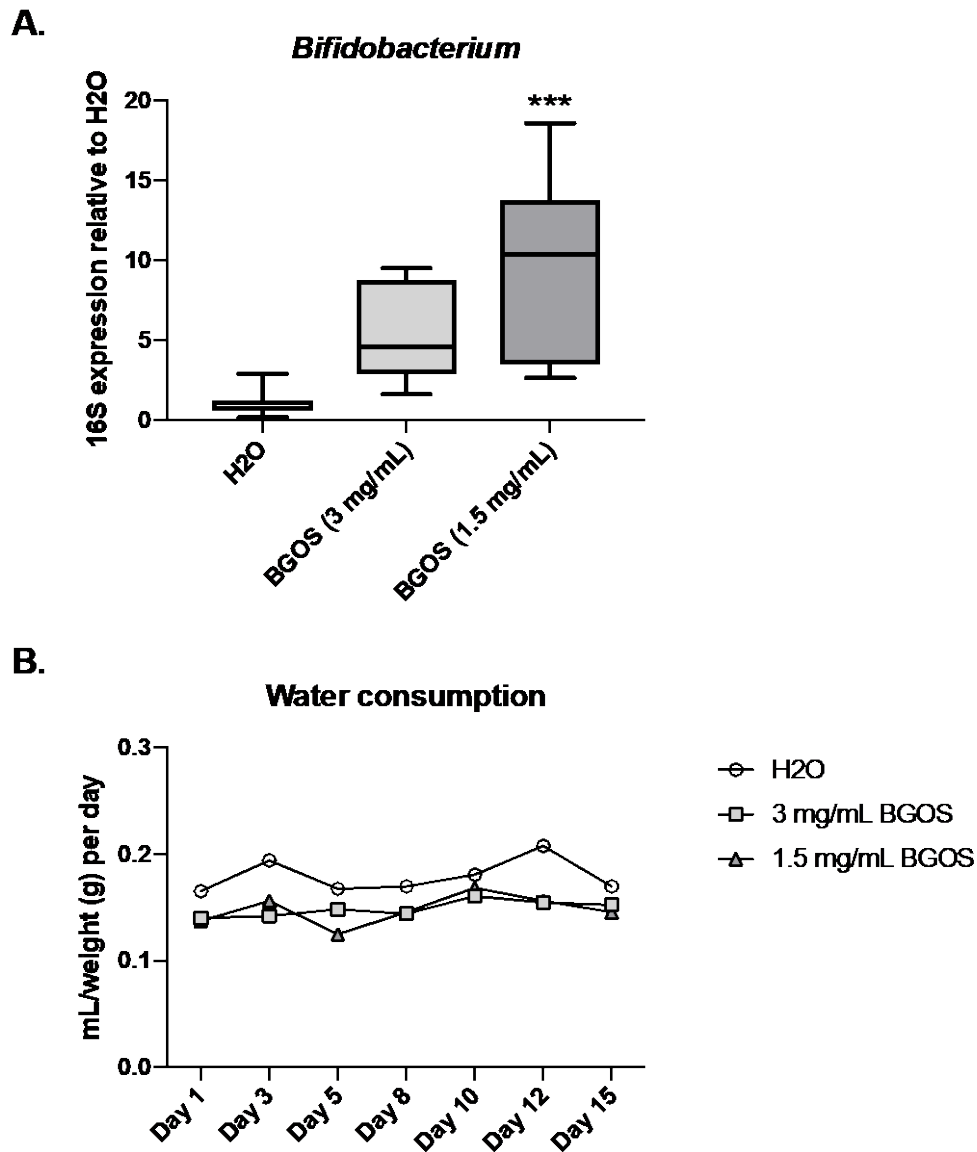 A.
Bifidobacterium
16S expression relative to H2O
20
15
10
5
0
***
H2O
BGOS (3 mg/mL)
BGOS (1.5 mg/mL)
B.
Water consumption
mL/weight (g) per day
0.3
0.2
0.1
0.0
Day 1
Day 3
Day 5
Day 8
Day 10
Day 12
Day 15
H2O
3 mg/mL BGOS
1.5 mg/mL BGOS